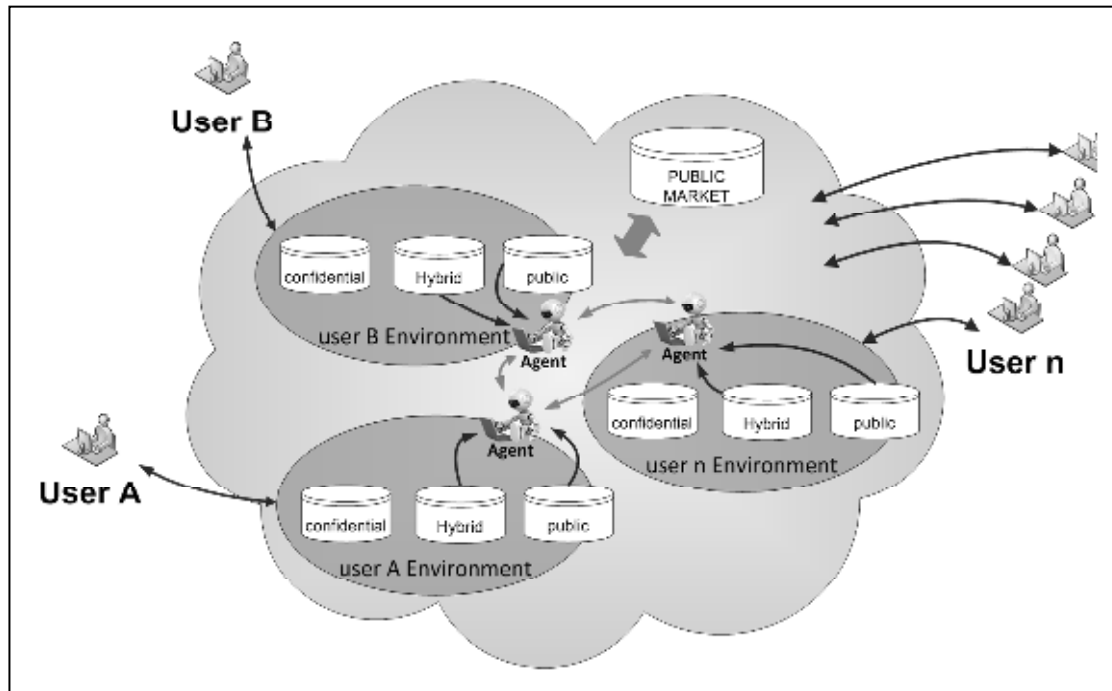 User B
PUBLIC
MARKET
confidential
Hybrid
public
user B Environment
Agent
Agent
User n
confidential
Hybrid
public
user n Environment
Agent
User A
confidential
Hybrid
public
user A Environment